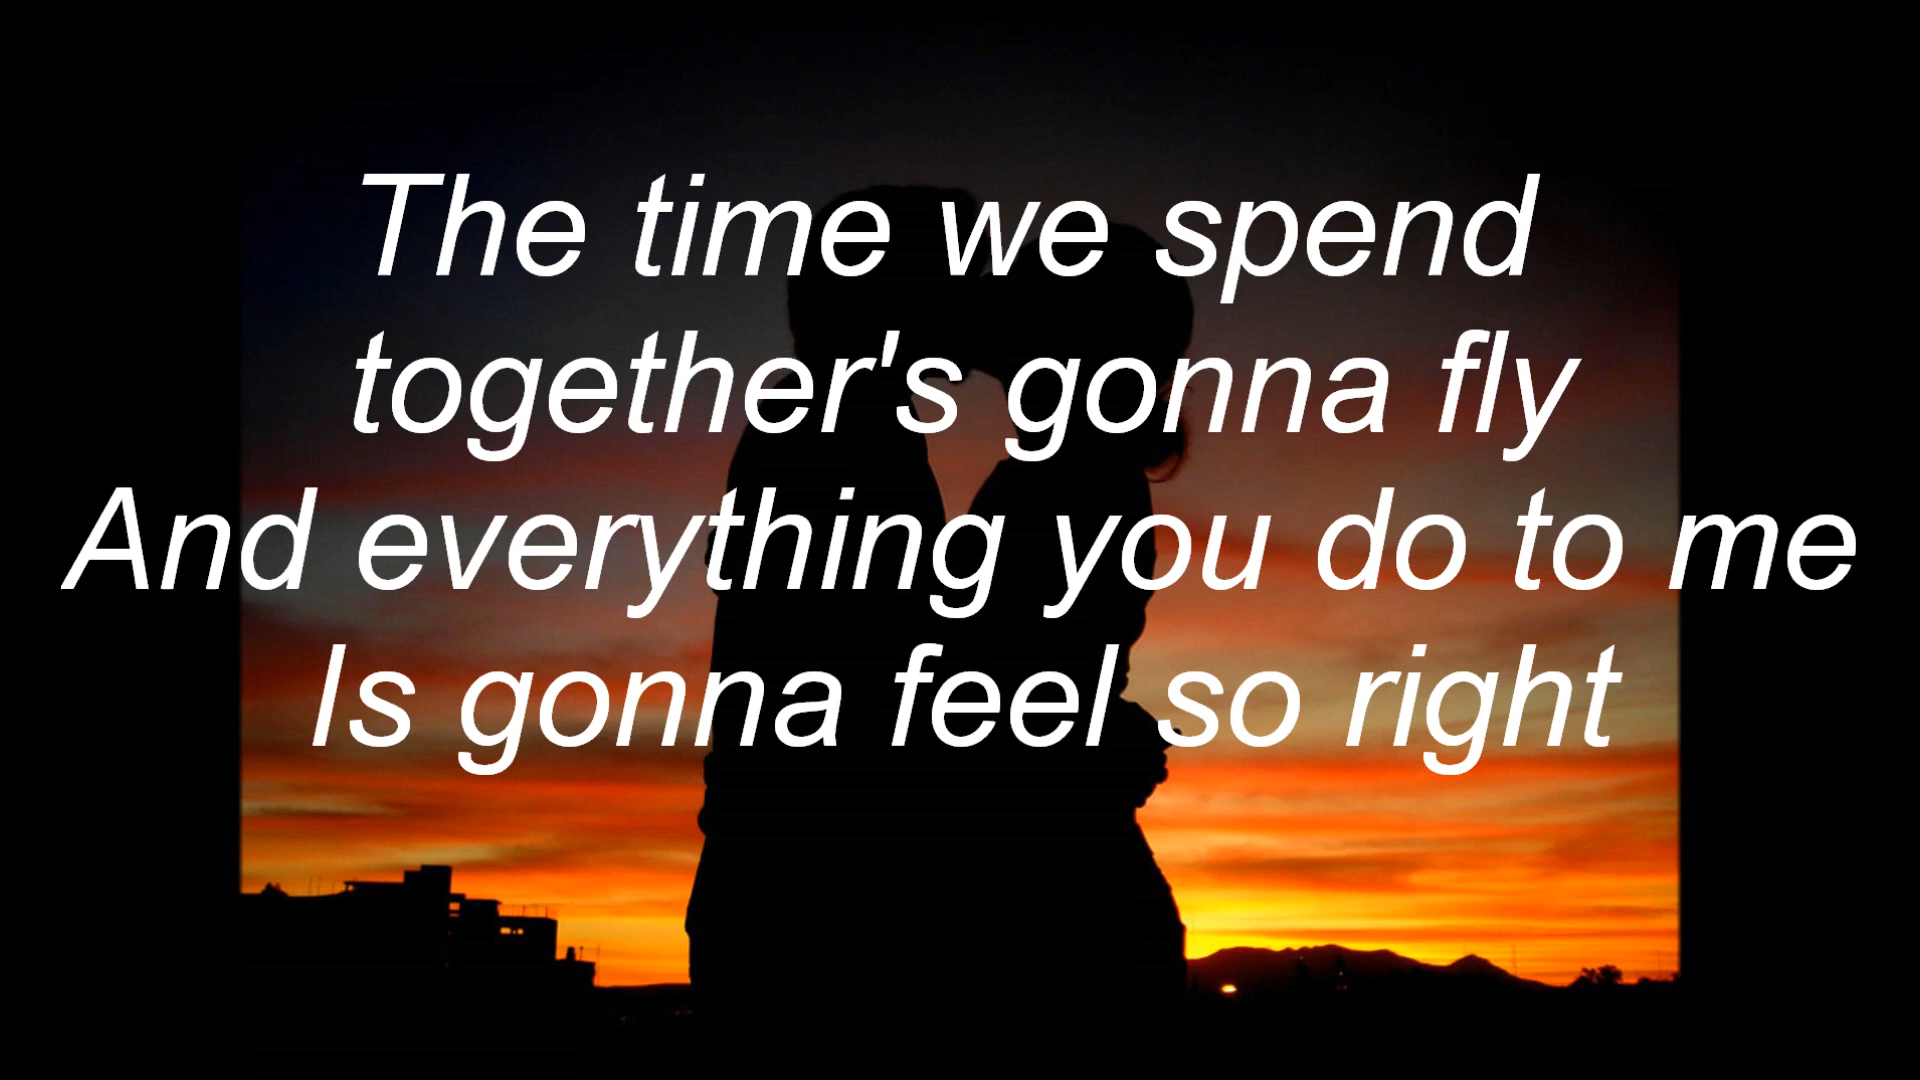 The time we spend
together's gonna fly
And everything you do to me
Is gonna feel so right